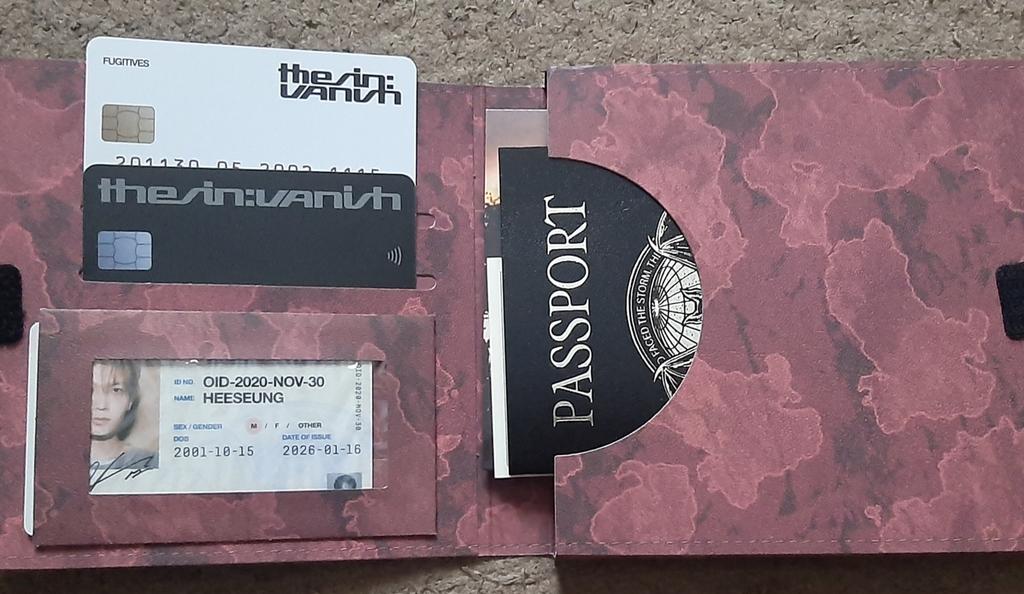 FUGITIVES
the sin:
vanish
201130 05 2002 1115
the sin:vanish
ID NO. OID-2020-NOV-30
NAME HEESEUNG
SEX/GENDER M / F / OTHER
DOB DATE OF ISSUE
2001-10-15 2026-01-16
OID-2020-NOV-30
PASSPORT
FACED THE STORM, TH